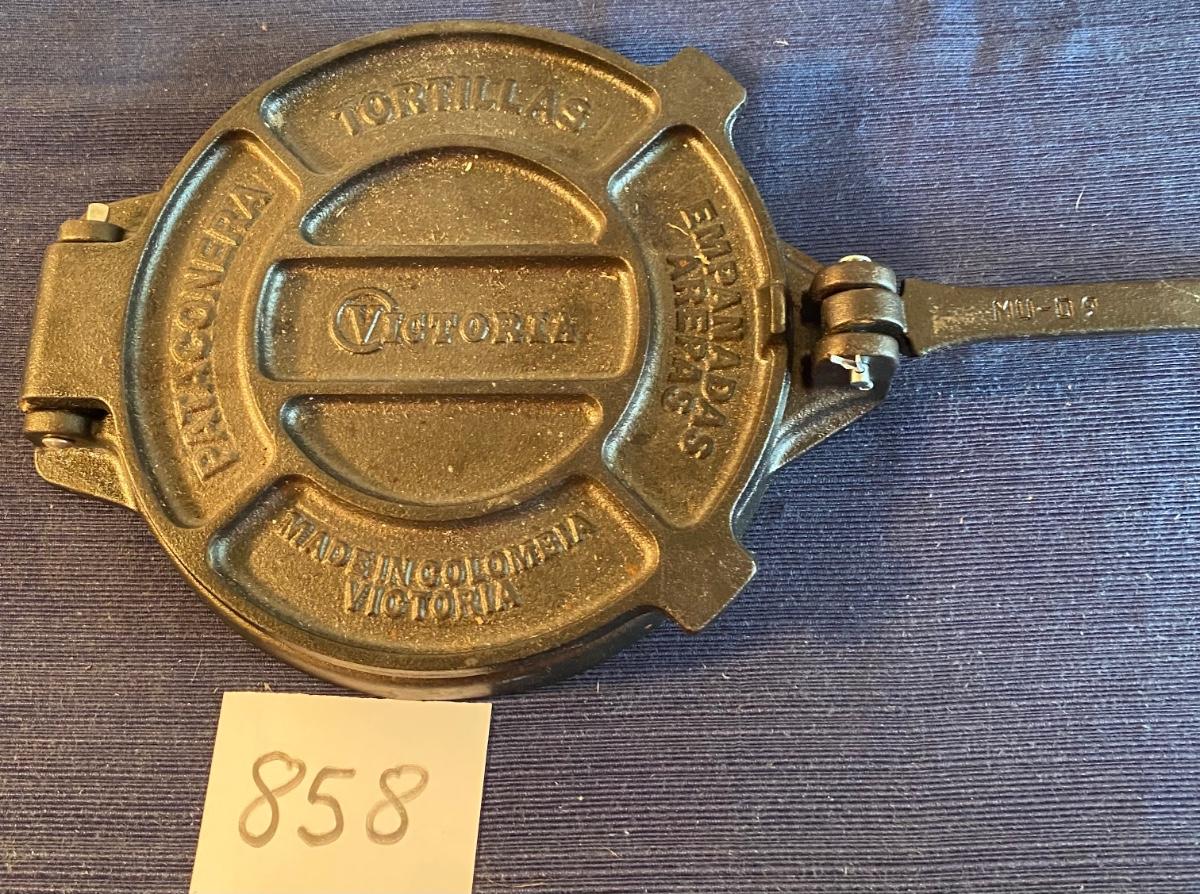 TORTILLAS
PATACONERA
VICTORIA
EMPANADAS
AREPAS
MADE IN COLOMBIA
VICTORIA
MU-09
858